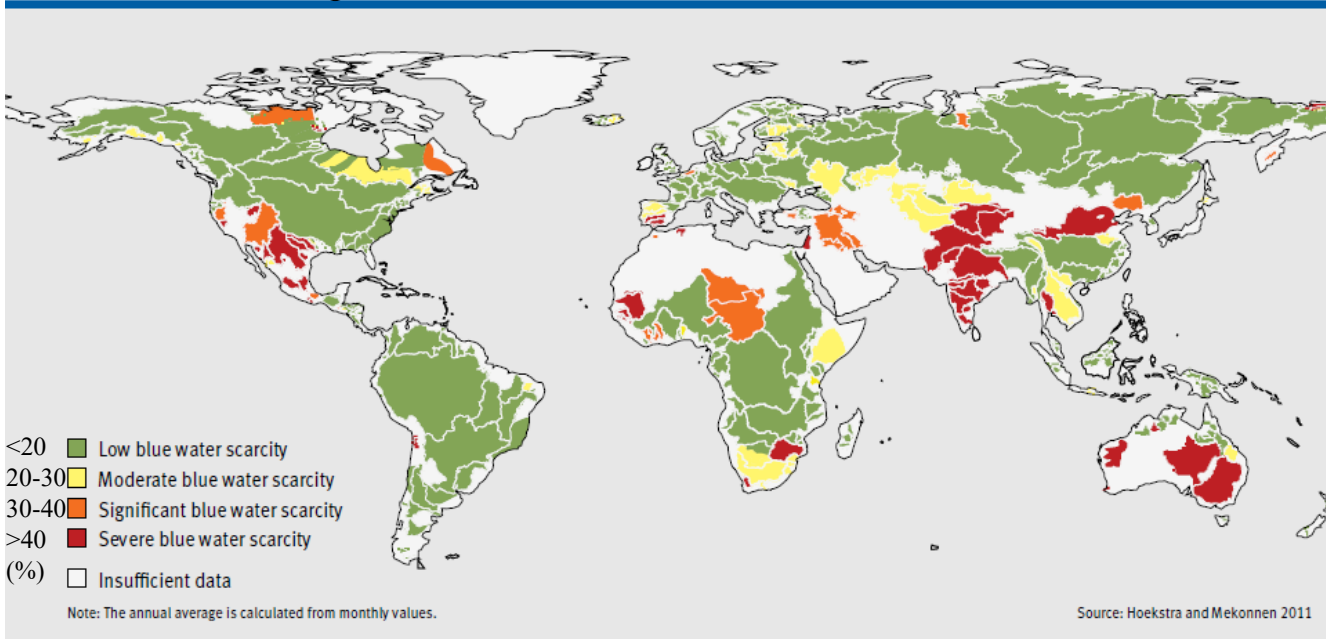 <20 Low blue water scarcity
20-30 Moderate blue water scarcity
30-40 Significant blue water scarcity
>40 Severe blue water scarcity
(%) Insufficient data
Note: The annual average is calculated from monthly values.
Source: Hoekstra and Mekonnen 2011